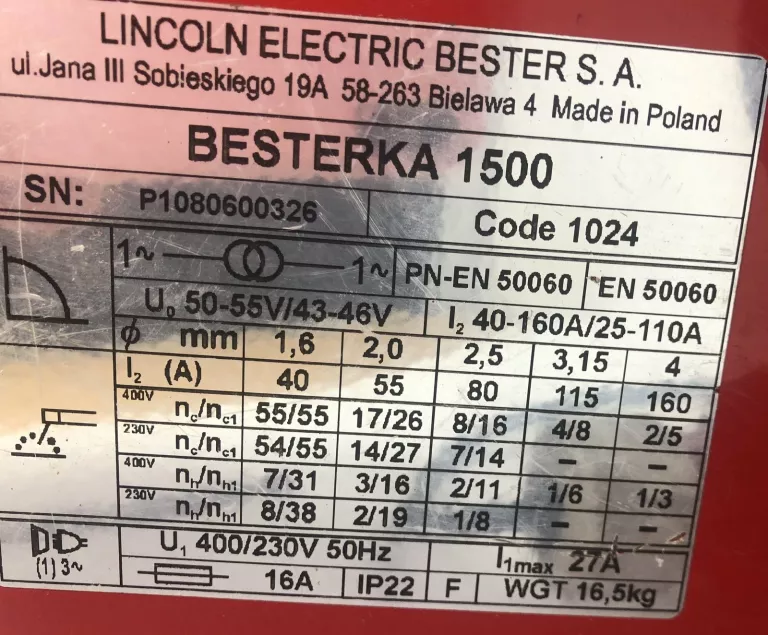 LINCOLN ELECTRIC BESTER S. A.
ul.Jana III Sobieskiego 19A 58-263 Bielawa 4 Made in Poland
BESTERKA 1500
SN: P1080600326 Code 1024
1~ 1~ PN-EN 50060 EN 50060
U₀ 50-55V/43-46V I₂ 40-160A/25-110A
ϕ mm 1,6 2,0 2,5 3,15 4
I₂ (A) 40 55 80 115 160
400V nc/nc1 55/55 17/26 8/16 4/8 2/5
230V nc/nc1 54/55 14/27 7/14 – –
400V nh/nh1 7/31 3/16 2/11 1/6 1/3
230V nh/nh1 8/38 2/19 1/8 – –
U₁ 400/230V 50Hz I1max 27A
(1) 3~ 16A IP22 F WGT 16,5kg